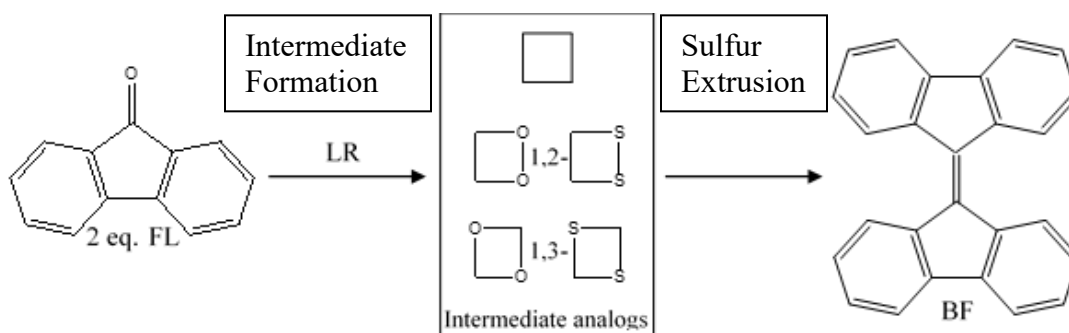 Intermediate
Formation
Sulfur
Extrusion
O
LR
O
O
1,2-
S
S
O
O
1,3-
S
S
2 eq. FL
Intermediate analogs
BF